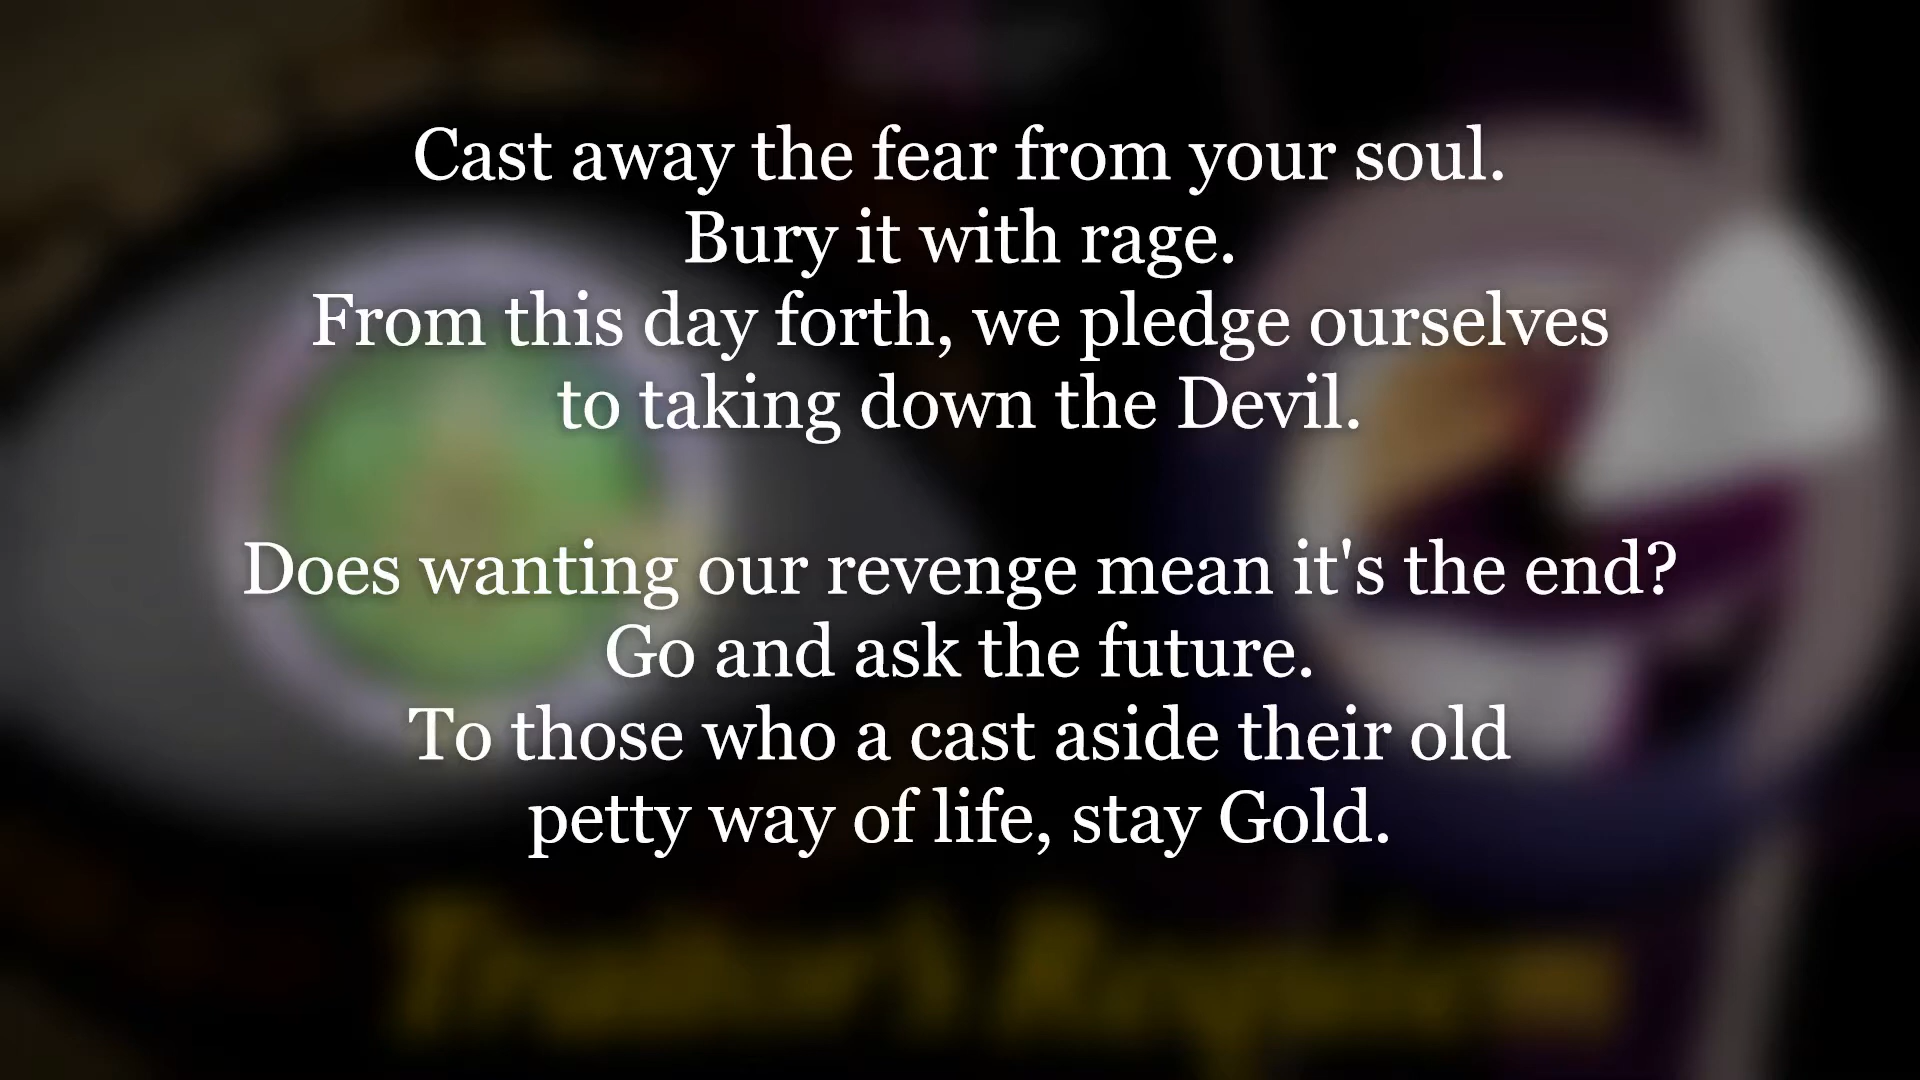 Cast away the fear from your soul.
Bury it with rage.
From this day forth, we pledge ourselves
to taking down the Devil.
Does wanting our revenge mean it's the end?
Go and ask the future.
To those who a cast aside their old
petty way of life, stay Gold.